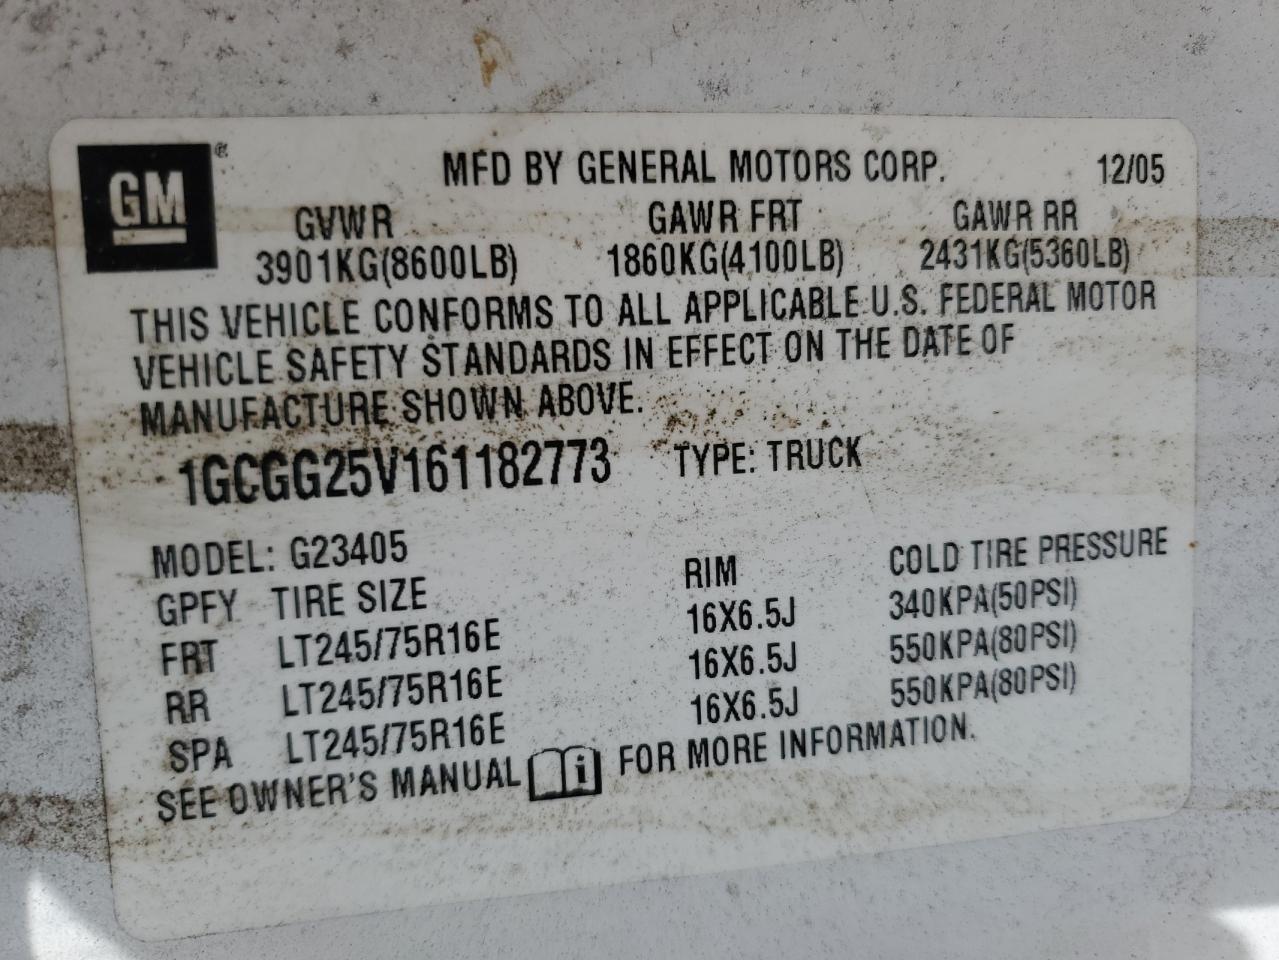 GM®
MFD BY GENERAL MOTORS CORP. 12/05
GVWR GAWR FRT GAWR RR
3901KG(8600LB) 1860KG(4100LB) 2431KG(5360LB)
THIS VEHICLE CONFORMS TO ALL APPLICABLE U.S. FEDERAL MOTOR
VEHICLE SAFETY STANDARDS IN EFFECT ON THE DATE OF
MANUFACTURE SHOWN ABOVE.
1GCGG25V161182773 TYPE: TRUCK
MODEL: G23405
GPFY TIRE SIZE RIM COLD TIRE PRESSURE
FRT LT245/75R16E 16X6.5J 340KPA(50PSI)
RR LT245/75R16E 16X6.5J 550KPA(80PSI)
SPA LT245/75R16E 16X6.5J 550KPA(80PSI)
SEE OWNER'S MANUAL i FOR MORE INFORMATION.